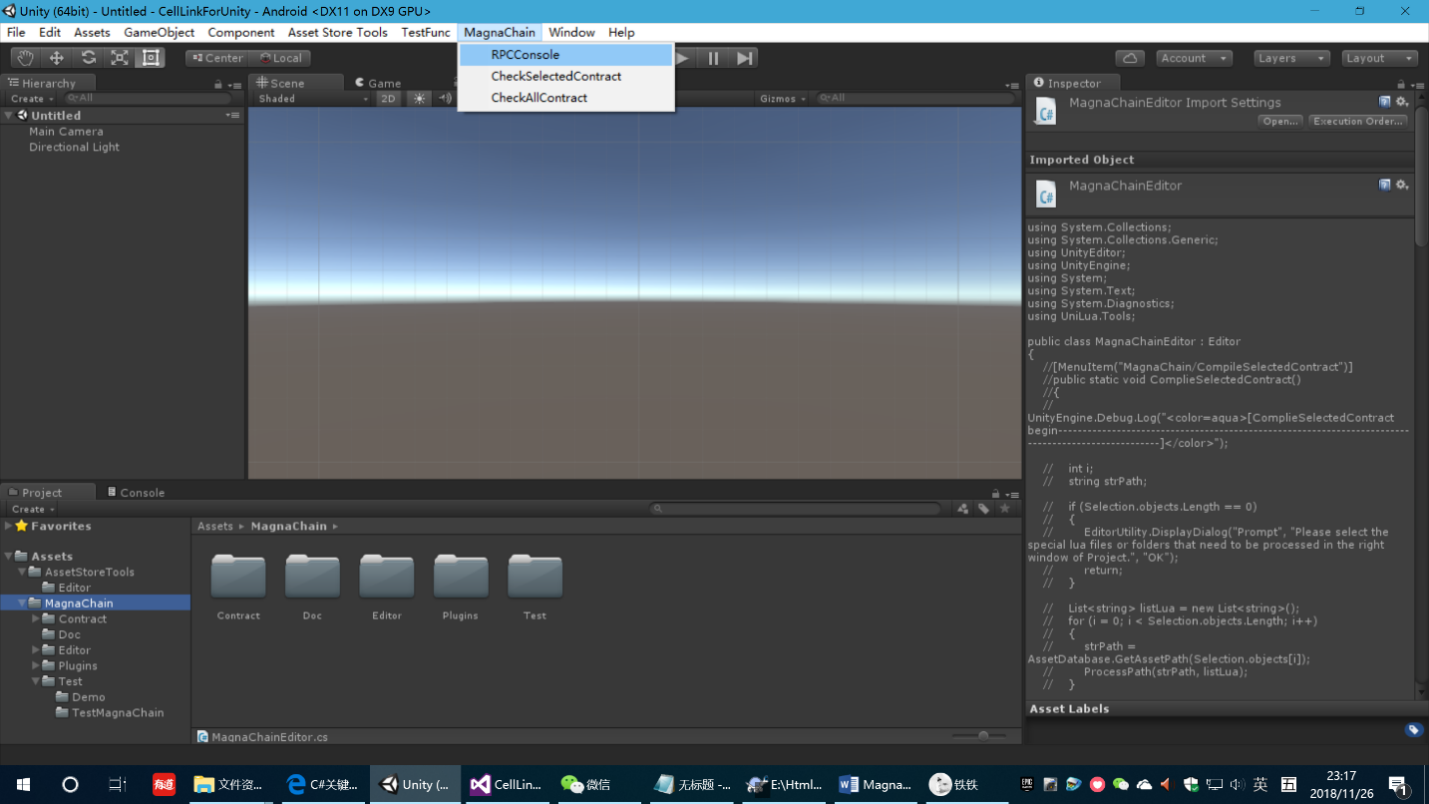 Unity (64bit) - Untitled - CellLinkForUnity - Android <DX11 on DX9 GPU>
File Edit Assets GameObject Component Asset Store Tools TestFunc MagnaChain Window Help
RPCConsole
CheckSelectedContract
CheckAllContract
Center Local
Account Layers Layout
Hierarchy
Create All
Untitled
Main Camera
Directional Light
Scene Game
Shaded 2D Gizmos All
Inspector
MagnaChainEditor Import Settings
Open... Execution Order...
Imported Object
MagnaChainEditor
C#
C#
using System.Collections;
using System.Collections.Generic;
using UnityEditor;
using UnityEngine;
using System;
using System.Text;
using System.Diagnostics;
using UniLua.Tools;
public class MagnaChainEditor : Editor
{
//[MenuItem("MagnaChain/CompileSelectedContract")]
//public static void ComplieSelectedContract()
//{
//
UnityEngine.Debug.Log("<color=aqua>[ComplieSelectedContract
begin--------------------------------------------------------------------------
---------------------------]</color>");
// int i;
// string strPath;
// if (Selection.objects.Length == 0)
// {
// EditorUtility.DisplayDialog("Prompt", "Please select the
special lua files or folders that need to be processed in the right
window of Project.", "OK");
// return;
// }
// List<string> listLua = new List<string>();
// for (i = 0; i < Selection.objects.Length; i++)
// {
// strPath =
AssetDatabase.GetAssetPath(Selection.objects[i]);
// ProcessPath(strPath, listLua);
// }
Asset Labels
Project Console
Create
Favorites
Assets
AssetStoreTools
Editor
MagnaChain
Contract
Doc
Editor
Plugins
Test
Demo
TestMagnaChain
Assets MagnaChain
Contract Doc Editor Plugins Test
MagnaChainEditor.cs
有道 文件资... C#关键... Unity (... CellLin... 微信 无标题 -... E:\Html... Magna... 铁铁
英 五
23:17
2018/11/26
1